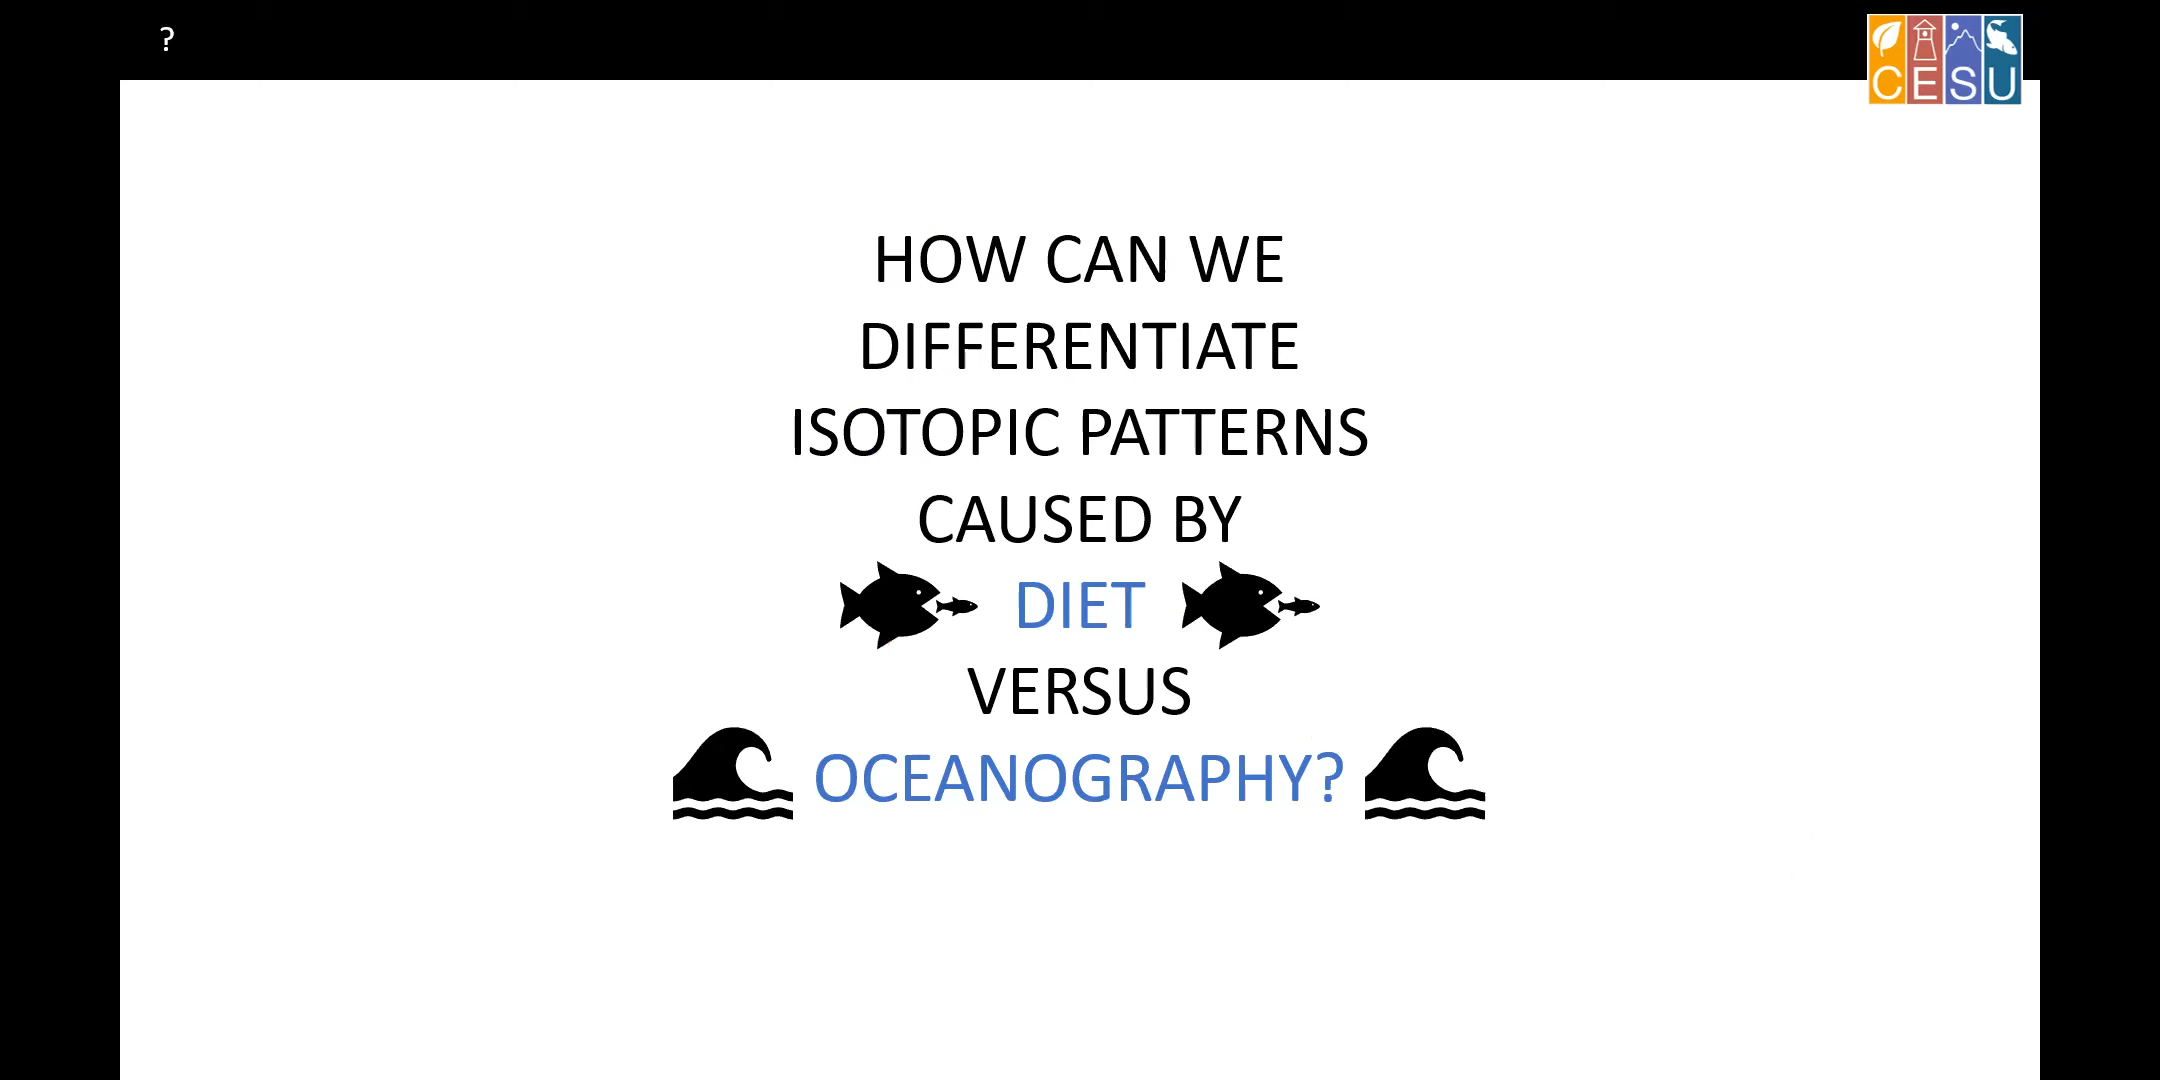 ?
CESU
HOW CAN WE
DIFFERENTIATE
ISOTOPIC PATTERNS
CAUSED BY
DIET
VERSUS
OCEANOGRAPHY?